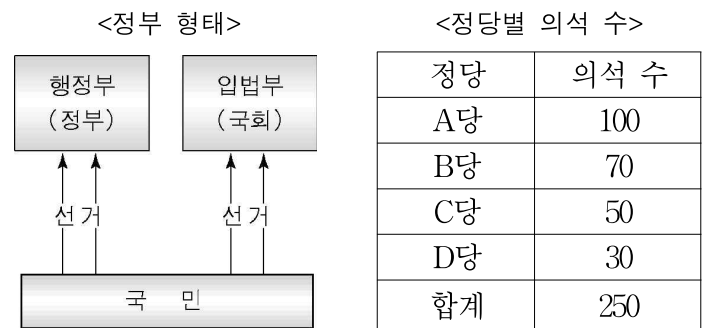 <정부 형태>
행정부
(정부)
입법부
(국회)
선거
선거
국 민
<정당별 의석 수>
정당 의석 수
A당 100
B당 70
C당 50
D당 30
합계 250